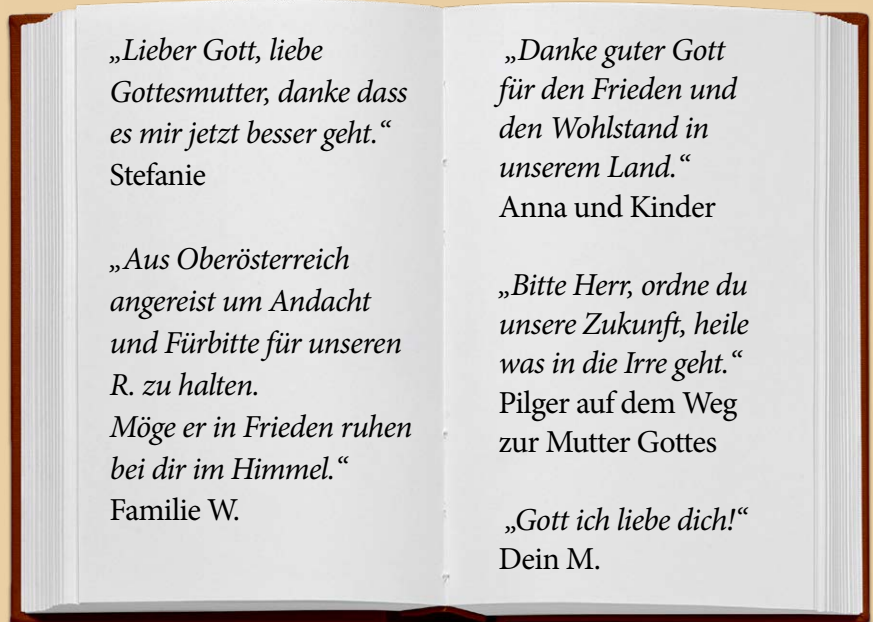 „Lieber Gott, liebe
Gottesmutter, danke dass
es mir jetzt besser geht.“
Stefanie
„Aus Oberösterreich
angereist um Andacht
und Fürbitte für unseren
R. zu halten.
Möge er in Frieden ruhen
bei dir im Himmel.“
Familie W.
„Danke guter Gott
für den Frieden und
den Wohlstand in
unserem Land.“
Anna und Kinder
„Bitte Herr, ordne du
unsere Zukunft, heile
was in die Irre geht.“
Pilger auf dem Weg
zur Mutter Gottes
„Gott ich liebe dich!“
Dein M.